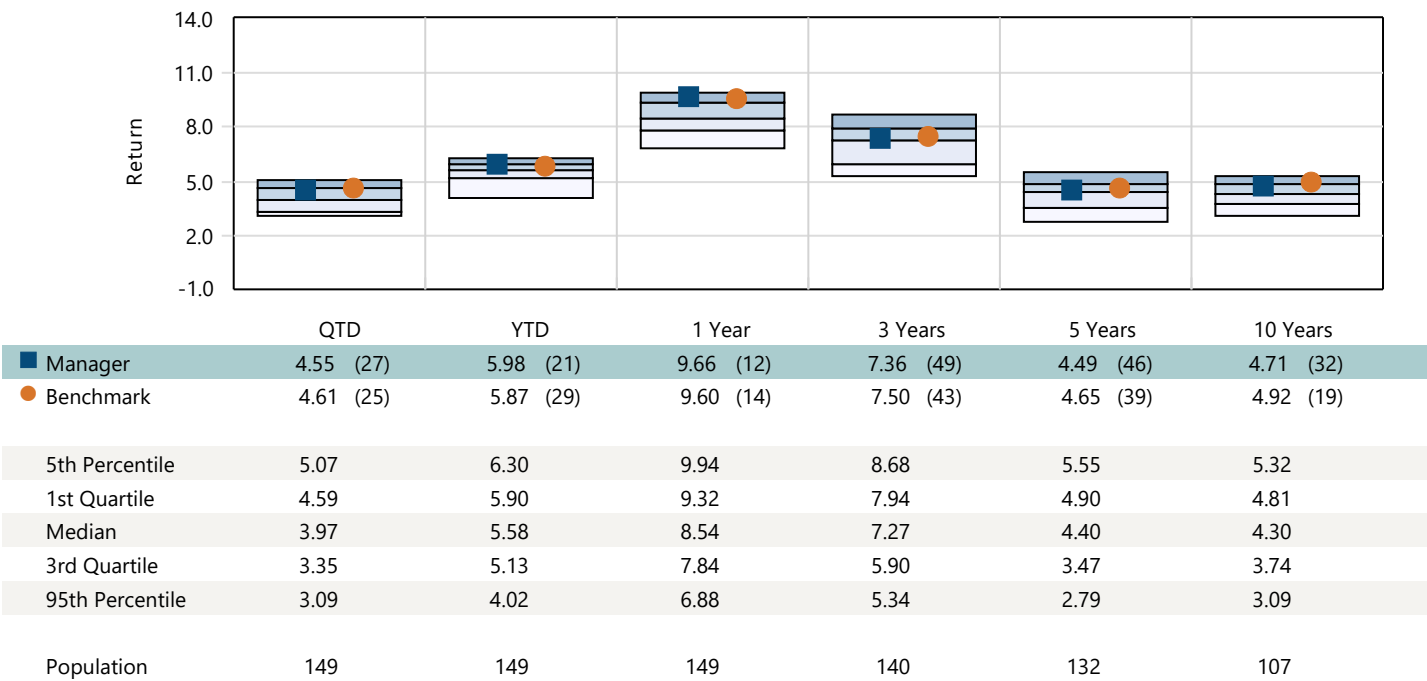 14.0
11.0
8.0
5.0
2.0
-1.0
Return
QTD YTD 1 Year 3 Years 5 Years 10 Years
Manager 4.55 (27) 5.98 (21) 9.66 (12) 7.36 (49) 4.49 (46) 4.71 (32)
Benchmark 4.61 (25) 5.87 (29) 9.60 (14) 7.50 (43) 4.65 (39) 4.92 (19)
5th Percentile 5.07 6.30 9.94 8.68 5.55 5.32
1st Quartile 4.59 5.90 9.32 7.94 4.90 4.81
Median 3.97 5.58 8.54 7.27 4.40 4.30
3rd Quartile 3.35 5.13 7.84 5.90 3.47 3.74
95th Percentile 3.09 4.02 6.88 5.34 2.79 3.09
Population 149 149 149 140 132 107